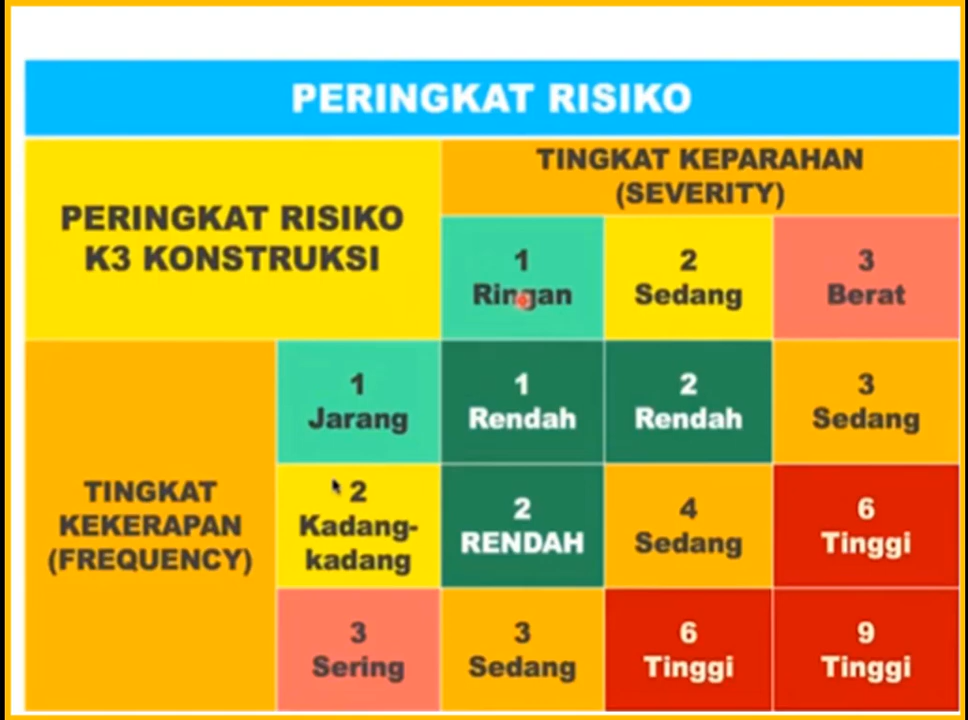 PERINGKAT RISIKO
PERINGKAT RISIKO
K3 KONSTRUKSI
TINGKAT KEPARAHAN
(SEVERITY)
1
Ringan
2
Sedang
3
Berat
TINGKAT
KEKERAPAN
(FREQUENCY)
1
Jarang
1
Rendah
2
Rendah
3
Sedang
2
Kadang-
kadang
2
RENDAH
4
Sedang
6
Tinggi
3
Sering
3
Sedang
6
Tinggi
9
Tinggi